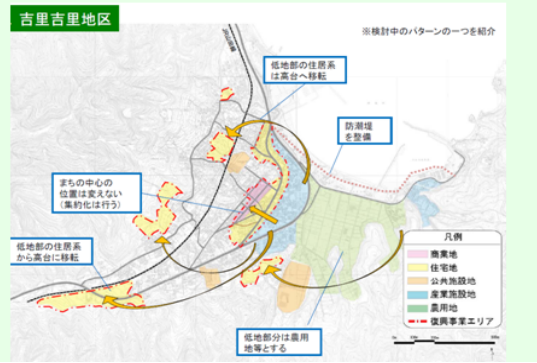 吉里吉里地区
※検討中のパターンの一つを紹介
低地部の住居系
は高台へ移転
防潮堤
を整備
まちの中心の
位置は変えない
(集約化は行う)
低地部の住居系
から高台に移転
低地部分は農用
地等とする
凡例
商業地
住宅地
公共施設地
産業施設地
農用地
復興事業エリア